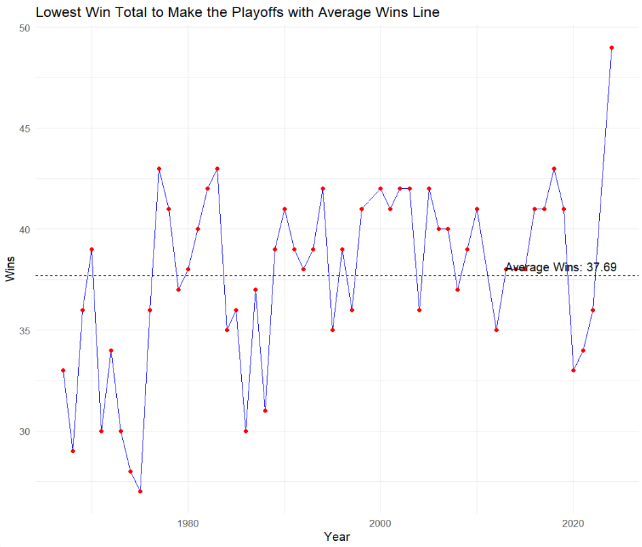 Lowest Win Total to Make the Playoffs with Average Wins Line
50
45
40
35
30
Wins
Average Wins: 37.69
1980
2000
2020
Year